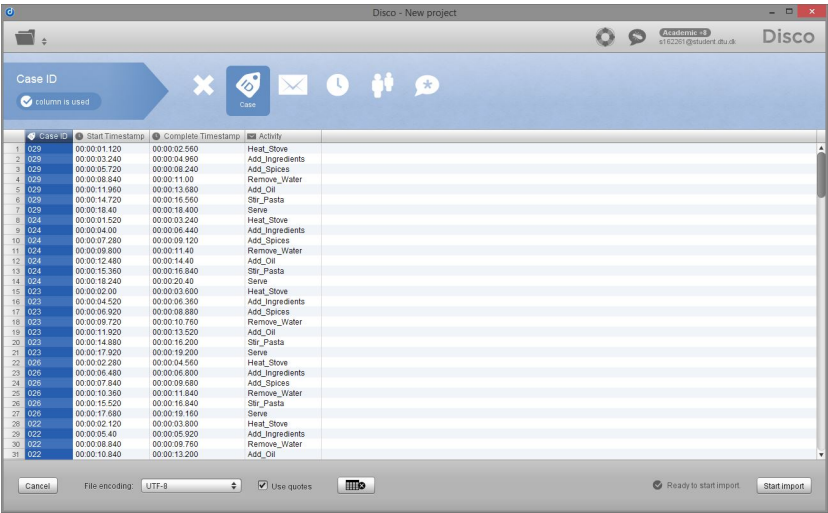 Disco - New project
Academic
s162261@student.dtu.dk
Disco
Case ID
column is used
Case
Case ID Start Timestamp Complete Timestamp Activity
1 029 00:00:01.120 00:00:02.560 Heat_Stove
2 029 00:00:03.240 00:00:04.960 Add_Ingredients
3 029 00:00:05.720 00:00:08.240 Add_Spices
4 029 00:00:08.840 00:00:11.00 Remove_Water
5 029 00:00:11.960 00:00:13.680 Add_Oil
6 029 00:00:14.720 00:00:16.560 Stir_Pasta
7 029 00:00:18.40 00:00:18.400 Serve
8 024 00:00:01.520 00:00:03.240 Heat_Stove
9 024 00:00:04.00 00:00:06.440 Add_Ingredients
10 024 00:00:07.280 00:00:09.120 Add_Spices
11 024 00:00:09.800 00:00:11.40 Remove_Water
12 024 00:00:12.480 00:00:14.40 Add_Oil
13 024 00:00:15.360 00:00:16.840 Stir_Pasta
14 024 00:00:18.240 00:00:20.40 Serve
15 023 00:00:02.00 00:00:03.600 Heat_Stove
16 023 00:00:04.520 00:00:06.360 Add_Ingredients
17 023 00:00:06.920 00:00:08.880 Add_Spices
18 023 00:00:09.720 00:00:10.760 Remove_Water
19 023 00:00:11.920 00:00:13.520 Add_Oil
20 023 00:00:14.880 00:00:16.200 Stir_Pasta
21 023 00:00:17.920 00:00:19.200 Serve
22 026 00:00:02.280 00:00:04.560 Heat_Stove
23 026 00:00:06.480 00:00:06.800 Add_Ingredients
24 026 00:00:07.840 00:00:09.680 Add_Spices
25 026 00:00:10.360 00:00:11.840 Remove_Water
26 026 00:00:15.520 00:00:16.840 Stir_Pasta
27 026 00:00:17.680 00:00:19.160 Serve
28 022 00:00:02.120 00:00:03.800 Heat_Stove
29 022 00:00:05.40 00:00:05.920 Add_Ingredients
30 022 00:00:08.840 00:00:09.760 Remove_Water
31 022 00:00:10.840 00:00:13.200 Add_Oil
Cancel File encoding: UTF-8 Use quotes Ready to start import. Start import